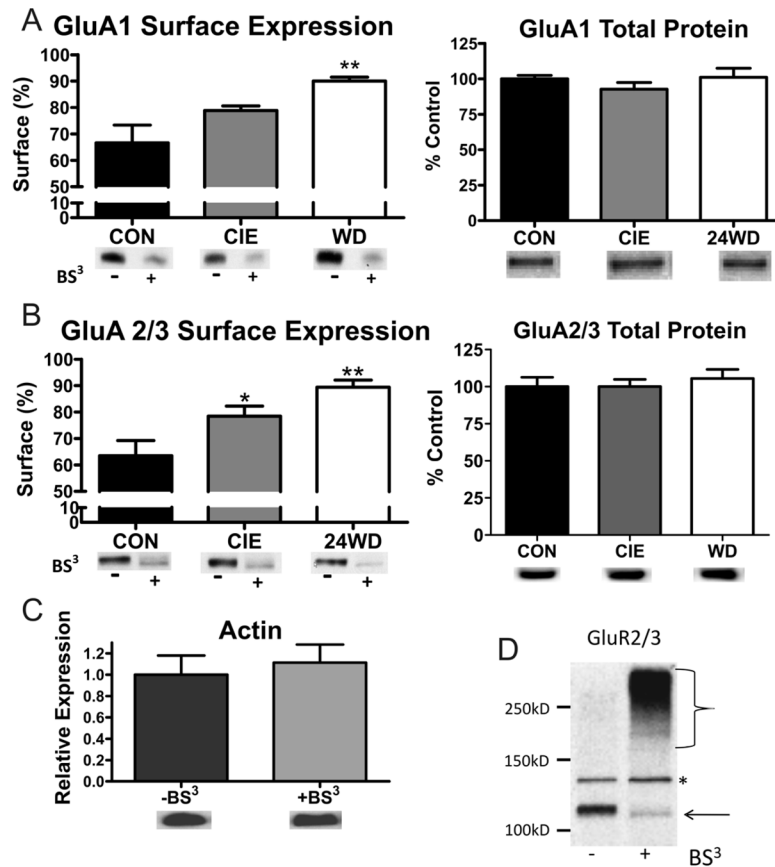 A
GluA1 Surface Expression
Surface (%)
100
90
80
70
60
50
10
0
**
CON
CIE
WD
BS3
- + - + - +
GluA1 Total Protein
% Control
125
100
75
50
25
0
CON
CIE
24WD
B
GluA 2/3 Surface Expression
Surface (%)
100
90
80
70
60
50
10
0
*
**
CON
CIE
24WD
BS3
- + - + - +
GluA2/3 Total Protein
% Control
125
100
75
50
25
0
CON
CIE
WD
C
Actin
Relative Expression
1.2
1.0
0.8
0.6
0.4
0.2
0.0
-BS3
+BS3
D
GluR2/3
250kD
150kD
*
100kD
- + BS3